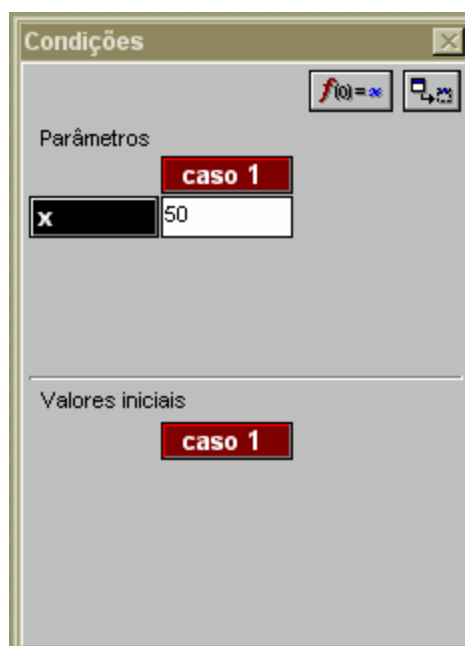 Condições
f(0)=∞
Parâmetros
caso 1
x 50
Valores iniciais
caso 1